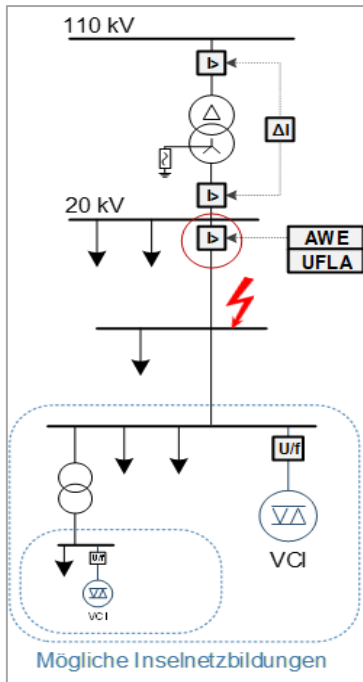 110 kV
I>
ΔI
I>
20 kV
I>
AWE
UFLA
U/f
VCI
U/f
VCI
Mögliche Inselnetzbildungen